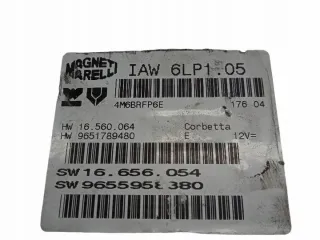 MAGNETI MARELLI
IAW 6LP1.05
4M6BRFP6E 176 04
HW 16.560.064 Corbetta
HW 9651789480 E 12V=
SW 16.656.054
SW 9655958380